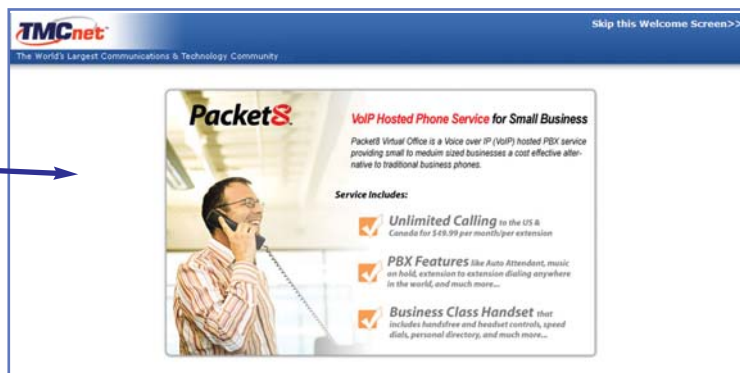 TMCnet
Skip this Welcome Screen>>
The World's Largest Communications & Technology Community
Packet8
VoIP Hosted Phone Service for Small Business
Packet8 Virtual Office is a Voice over IP (VoIP) hosted PBX service
providing small to meduim sized businesses a cost effective alter-
native to traditional business phones.
Service Includes:
Unlimited Calling to the US &
Canada for $49.99 per month/per extension
PBX Features like Auto Attendant, music
on hold, extension to extension dialing anywhere
in the world, and much more...
Business Class Handset that
includes handsfree and headset controls, speed
dials, personal directory, and much more...